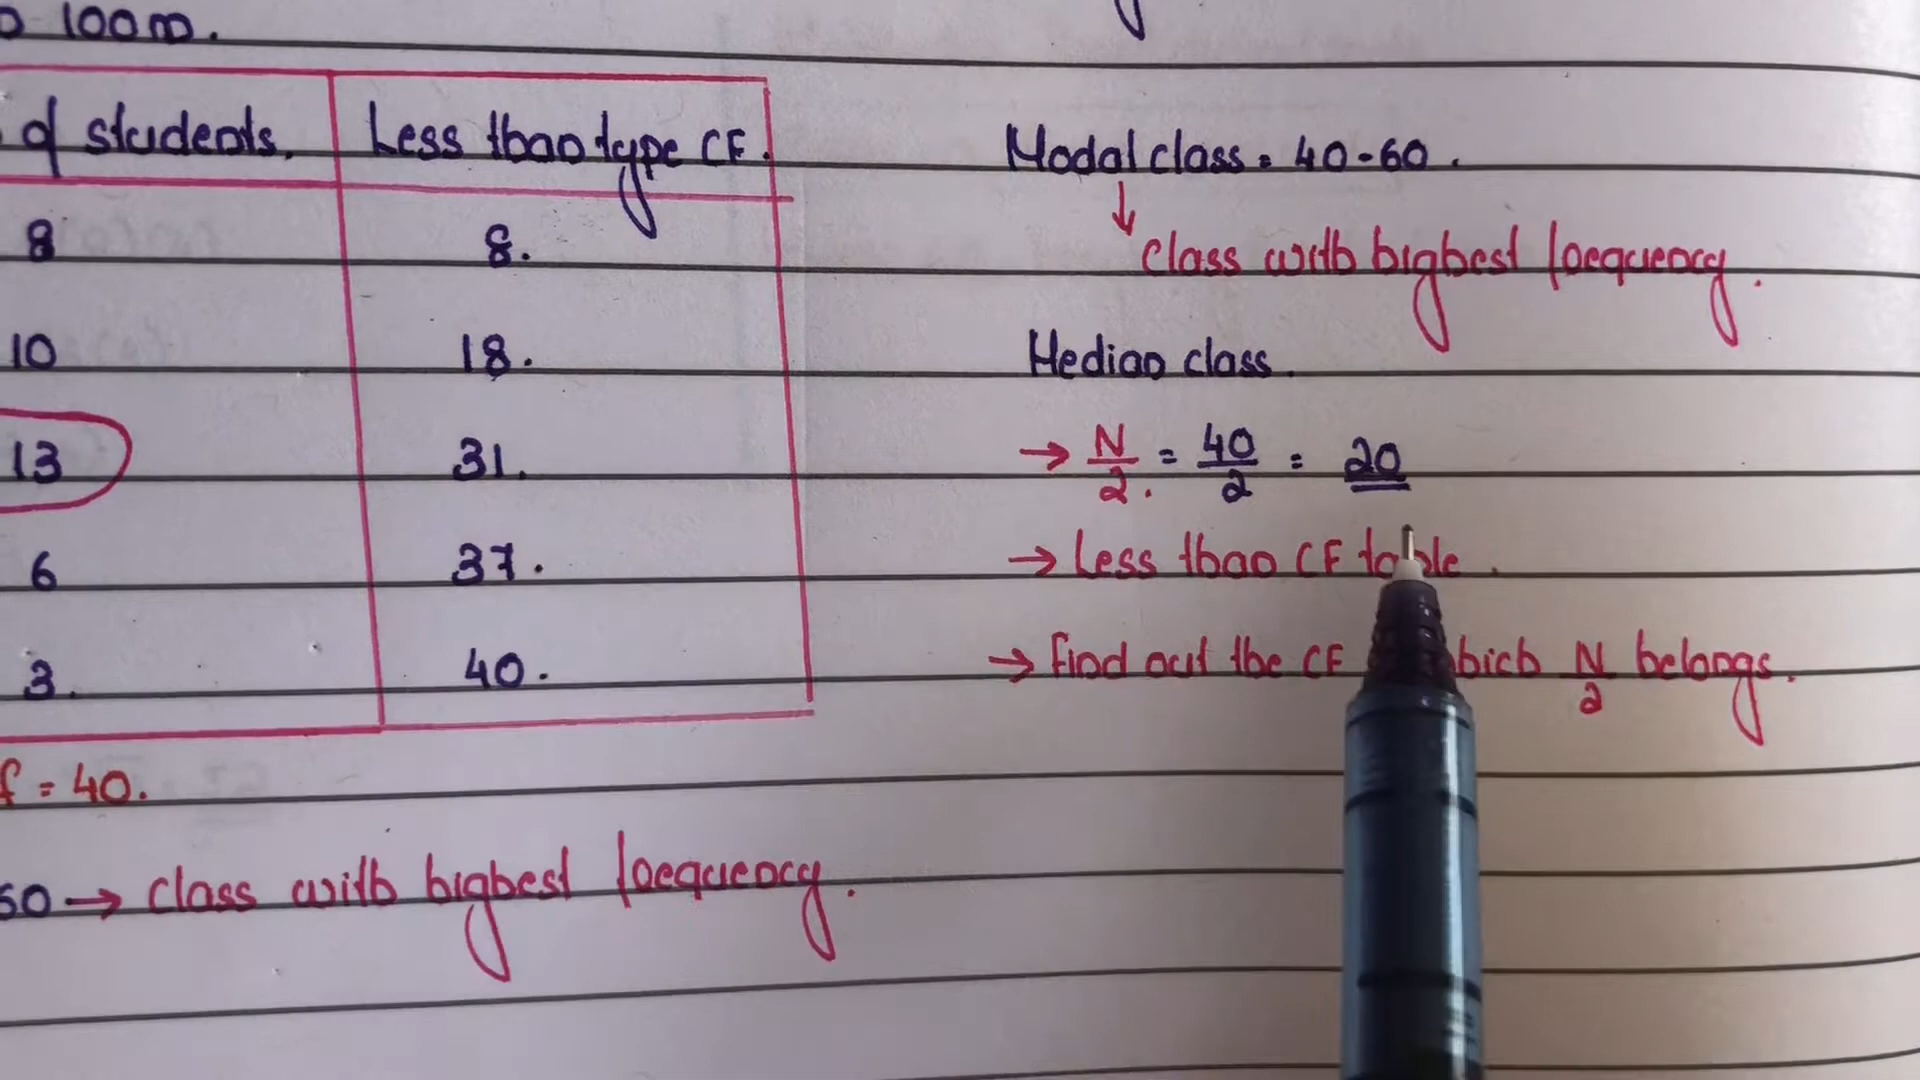 100m.
of students. Less than type CF.
8 8.
10 18.
13 31.
6 37.
3. 40.
f = 40.
60 → class with highest frequency.
Modal class = 40-60.
↓
class with highest frequency.
Median class.
→ N/2. = 40/2 = 20
→ Less than CF table.
→ find out the CF which N/2 belongs.